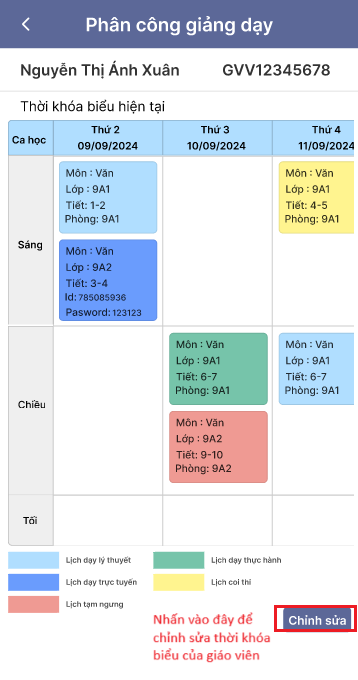 Phân công giảng dạy
Nguyễn Thị Ánh Xuân GVV12345678
Thời khóa biểu hiện tại
Ca học Thứ 2 09/09/2024 Thứ 3 10/09/2024 Thứ 4 11/09/2024
Sáng
Môn : Văn
Lớp : 9A1
Tiết: 1-2
Phòng: 9A1
Môn : Văn
Lớp : 9A2
Tiết: 3-4
Id: 785085936
Pasword: 123123
Môn : Văn
Lớp : 9A1
Tiết: 4-5
Phòng: 9A1
Chiều
Môn : Văn
Lớp : 9A1
Tiết: 6-7
Phòng: 9A1
Môn : Văn
Lớp : 9A2
Tiết: 9-10
Phòng: 9A2
Môn : Văn
Lớp : 9A1
Tiết: 6-7
Phòng: 9A1
Tối
Lịch dạy lý thuyết
Lịch dạy thực hành
Lịch dạy trực tuyến
Lịch coi thi
Lịch tạm ngưng
Nhấn vào đây để
chỉnh sửa thời khóa
biểu của giáo viên
Chỉnh sửa